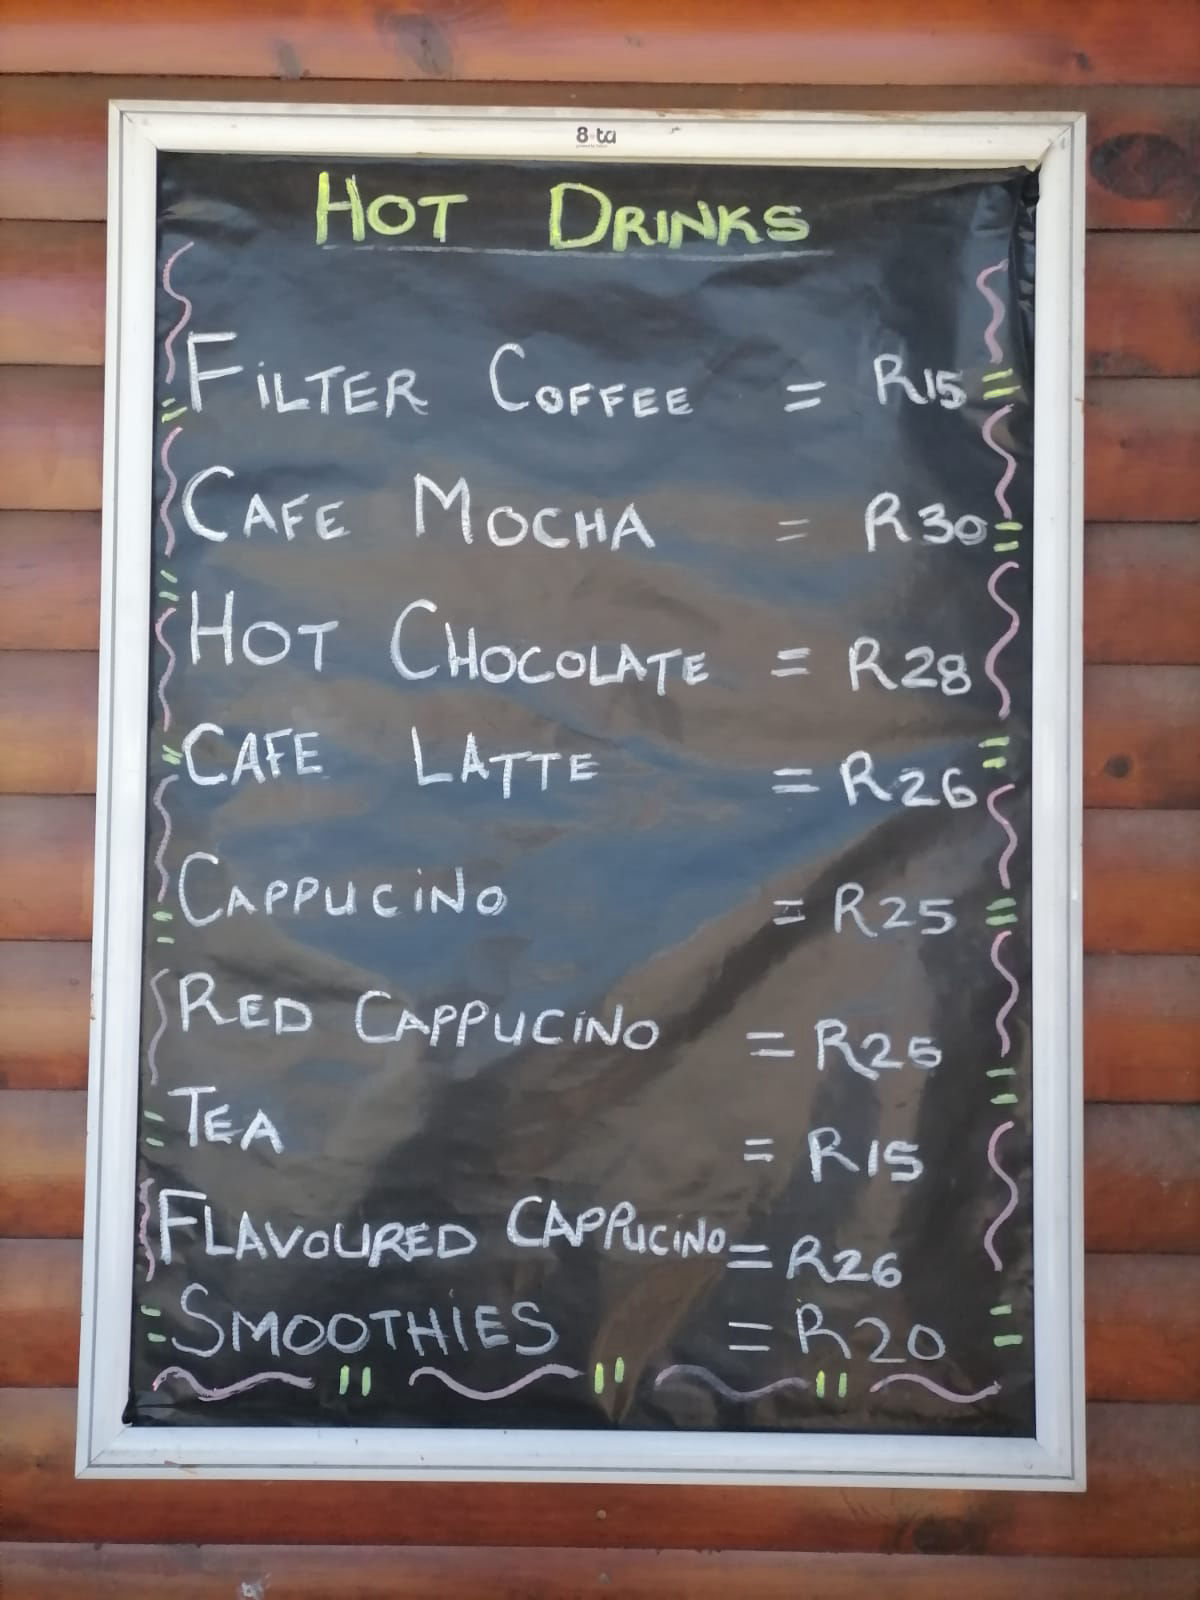 8 ta
HOT DRINKS
FILTER COFFEE = R15
CAFE MOCHA = R30
HOT CHOCOLATE = R28
CAFE LATTE = R26
CAPPUCINO = R25
RED CAPPUCINO = R25
TEA = R15
FLAVOURED CAPPUCINO = R26
SMOOTHIES = R20